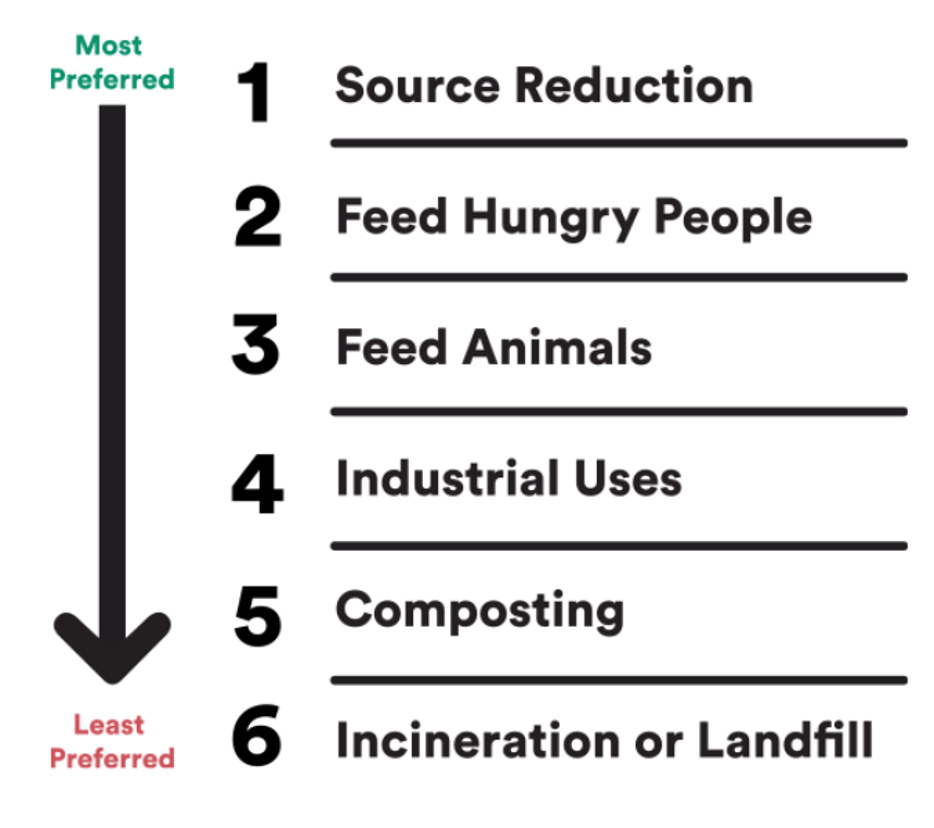 Most
Preferred
1 Source Reduction
2 Feed Hungry People
3 Feed Animals
4 Industrial Uses
5 Composting
6 Incineration or Landfill
Least
Preferred